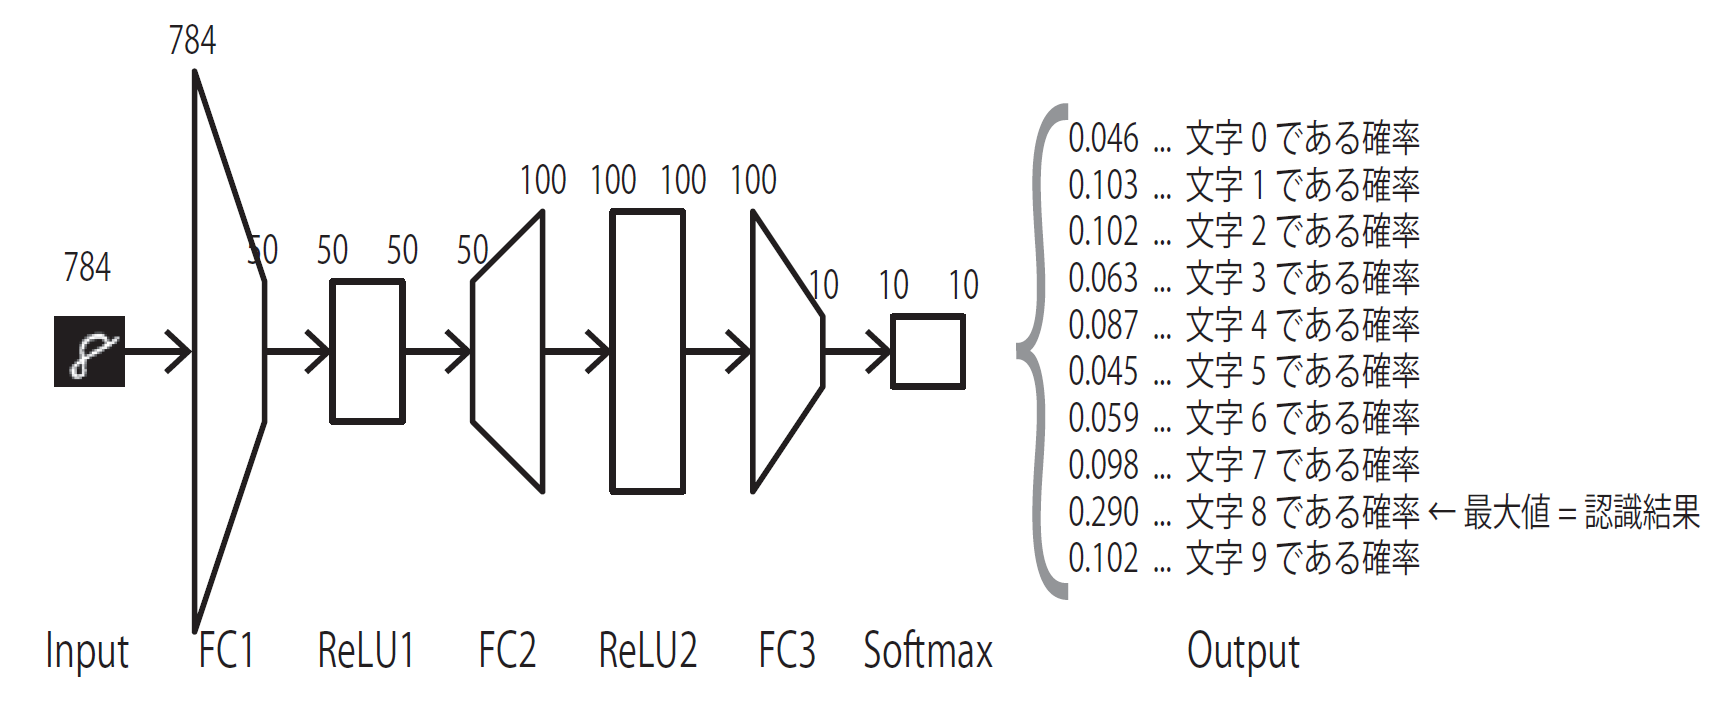 784
784
50
50
50
50
100
100
100
100
10
10
10
0.046 ... 文字 0 である確率
0.103 ... 文字 1 である確率
0.102 ... 文字 2 である確率
0.063 ... 文字 3 である確率
0.087 ... 文字 4 である確率
0.045 ... 文字 5 である確率
0.059 ... 文字 6 である確率
0.098 ... 文字 7 である確率
0.290 ... 文字 8 である確率 ← 最大値 = 認識結果
0.102 ... 文字 9 である確率
Input
FC1
ReLU1
FC2
ReLU2
FC3
Softmax
Output
8